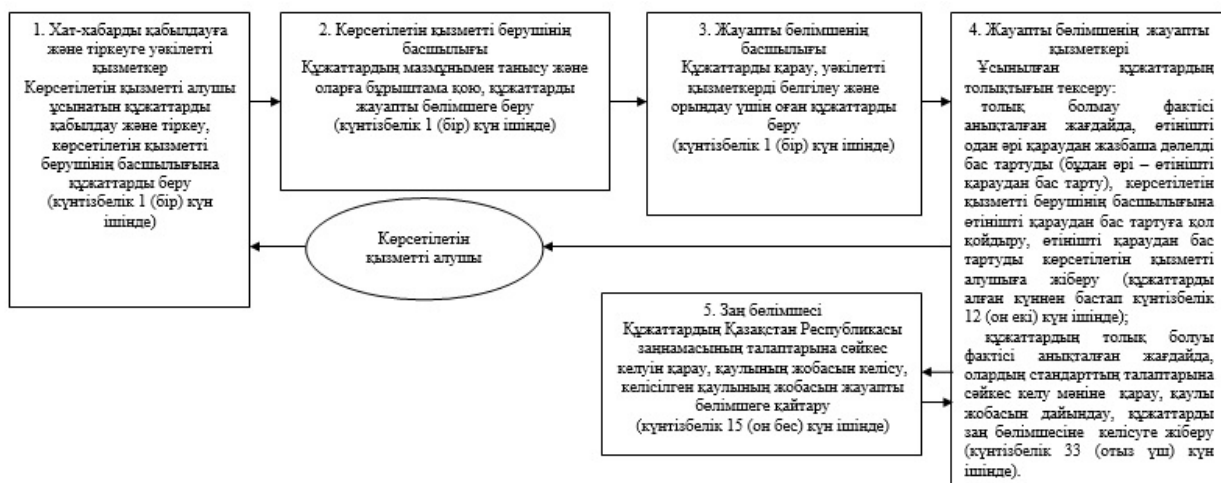 1. Хат-хабарды қабылдауға
және тіркеуге уәкілетті
қызметкер
Көрсетілетін қызметті алушы
ұсынатын құжаттарды
қабылдау және тіркеу,
көрсетілетін қызметті
берушінің басшылығына
құжаттарды беру
(күнтізбелік 1 (бір) күн
ішінде)
2. Көрсетілетін қызметті берушінің
басшылығы
Құжаттардың мазмұнымен танысу және
оларға бұрыштама қою, құжаттарды
жауапты бөлімшеге беру
(күнтізбелік 1 (бір) күн ішінде)
3. Жауапты бөлімшенің
басшылығы
Құжаттарды қарау, уәкілетті
қызметкерді белгілеу және
орындау үшін оған құжаттарды
беру
(күнтізбелік 1 (бір) күн ішінде)
4. Жауапты бөлімшенің жауапты
қызметкері
Ұсынылған құжаттардың
толықтығын тексеру:
толық болмау фактісі
анықталған жағдайда, өтінішті
одан әрі қараудан жазбаша дәлелді
бас тартуды (бұдан әрі – өтінішті
қараудан бас тарту), көрсетілетін
қызметті берушінің басшылығына
өтінішті қараудан бас тартуға қол
қойдыру, өтінішті қараудан бас
тартуды көрсетілетін қызметті
алушыға жіберу (құжаттарды
алған күннен бастап күнтізбелік
12 (он екі) күн ішінде);
құжаттардың толық болуы
фактісі анықталған жағдайда,
олардың стандарттың талаптарына
сәйкес келу мәніне қарау, қаулы
жобасын дайындау, құжаттарды
заң бөлімшесіне келісуге жіберу
(күнтізбелік 33 (отыз үш) күн
ішінде).
Көрсетілетін
қызметті алушы
5. Заң бөлімшесі
Құжаттардың Қазақстан Республикасы
заңнамасының талаптарына сәйкес
келуін қарау, қаулының жобасын келісу,
келісілген қаулының жобасын жауапты
бөлімшеге қайтару
(күнтізбелік 15 (он бес) күн ішінде)